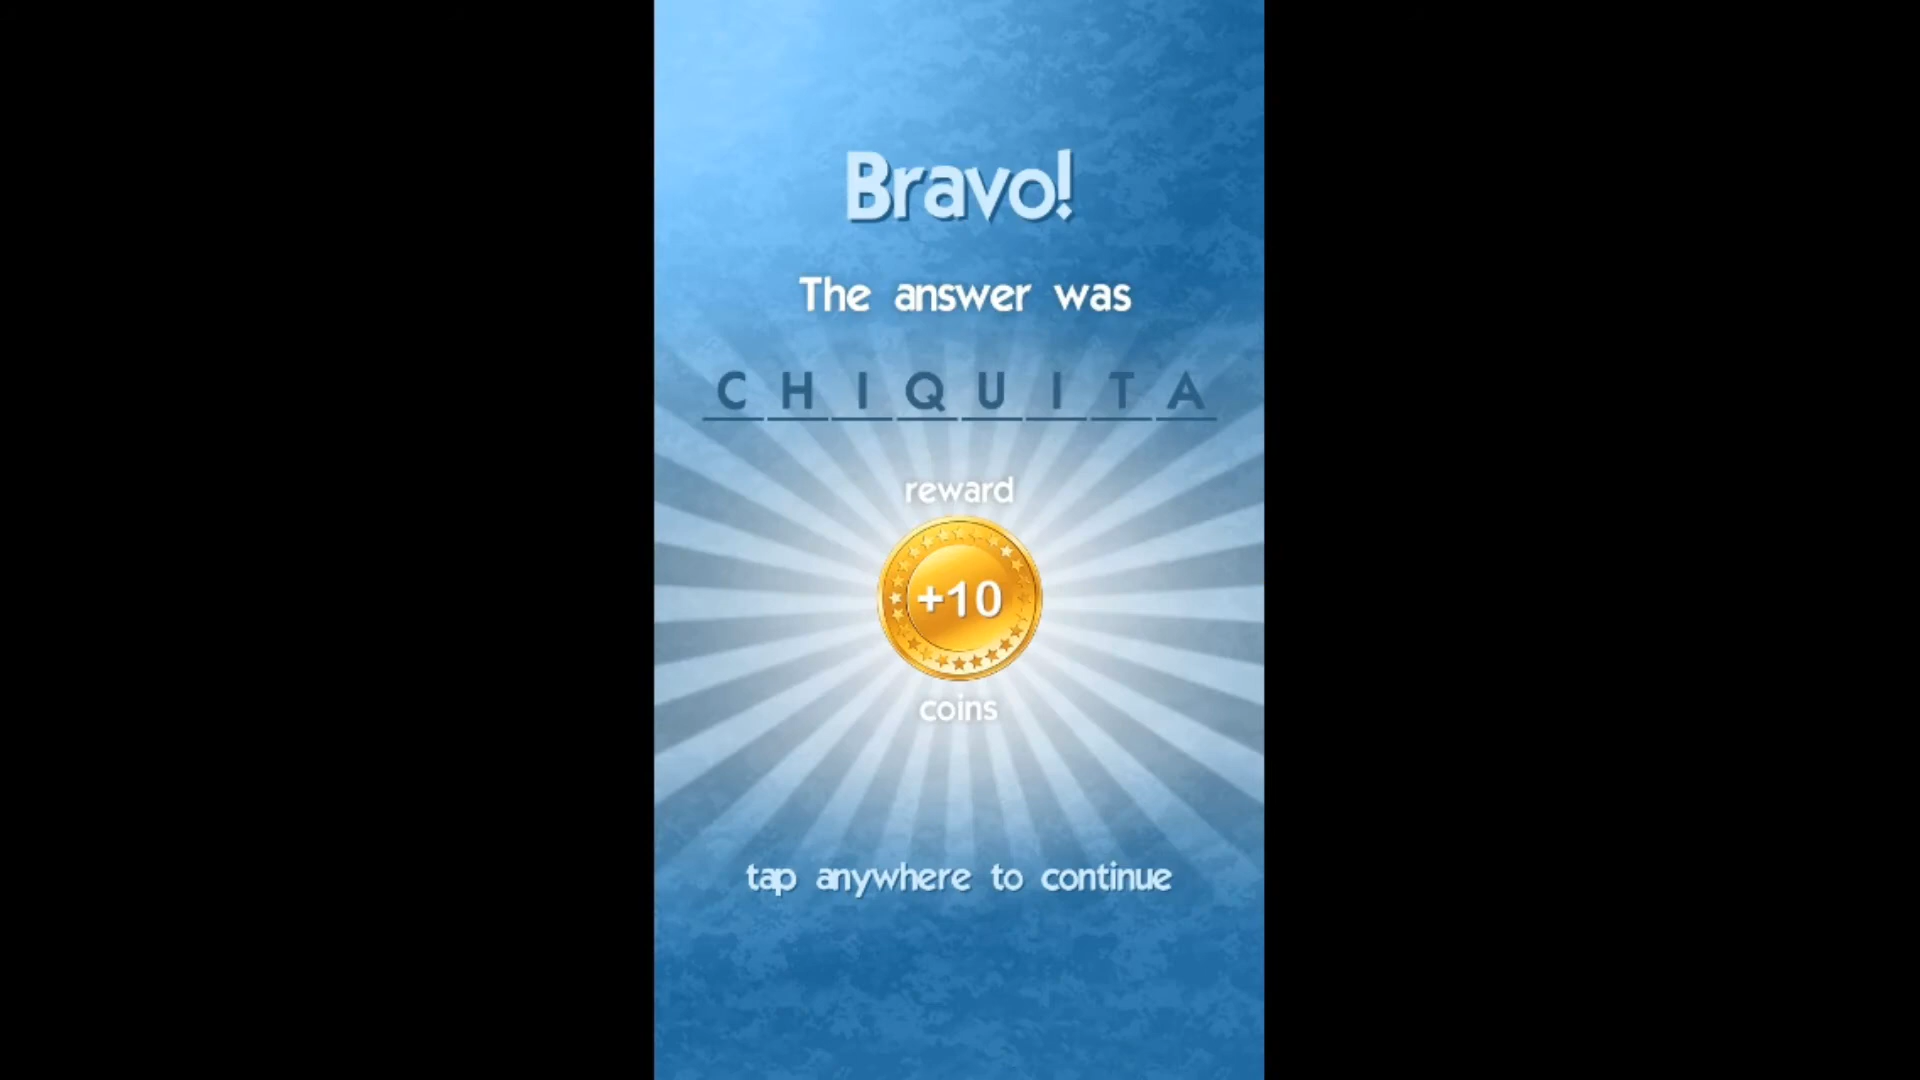 Bravo!
The answer was
CHIQUITA
reward
+10
coins
tap anywhere to continue